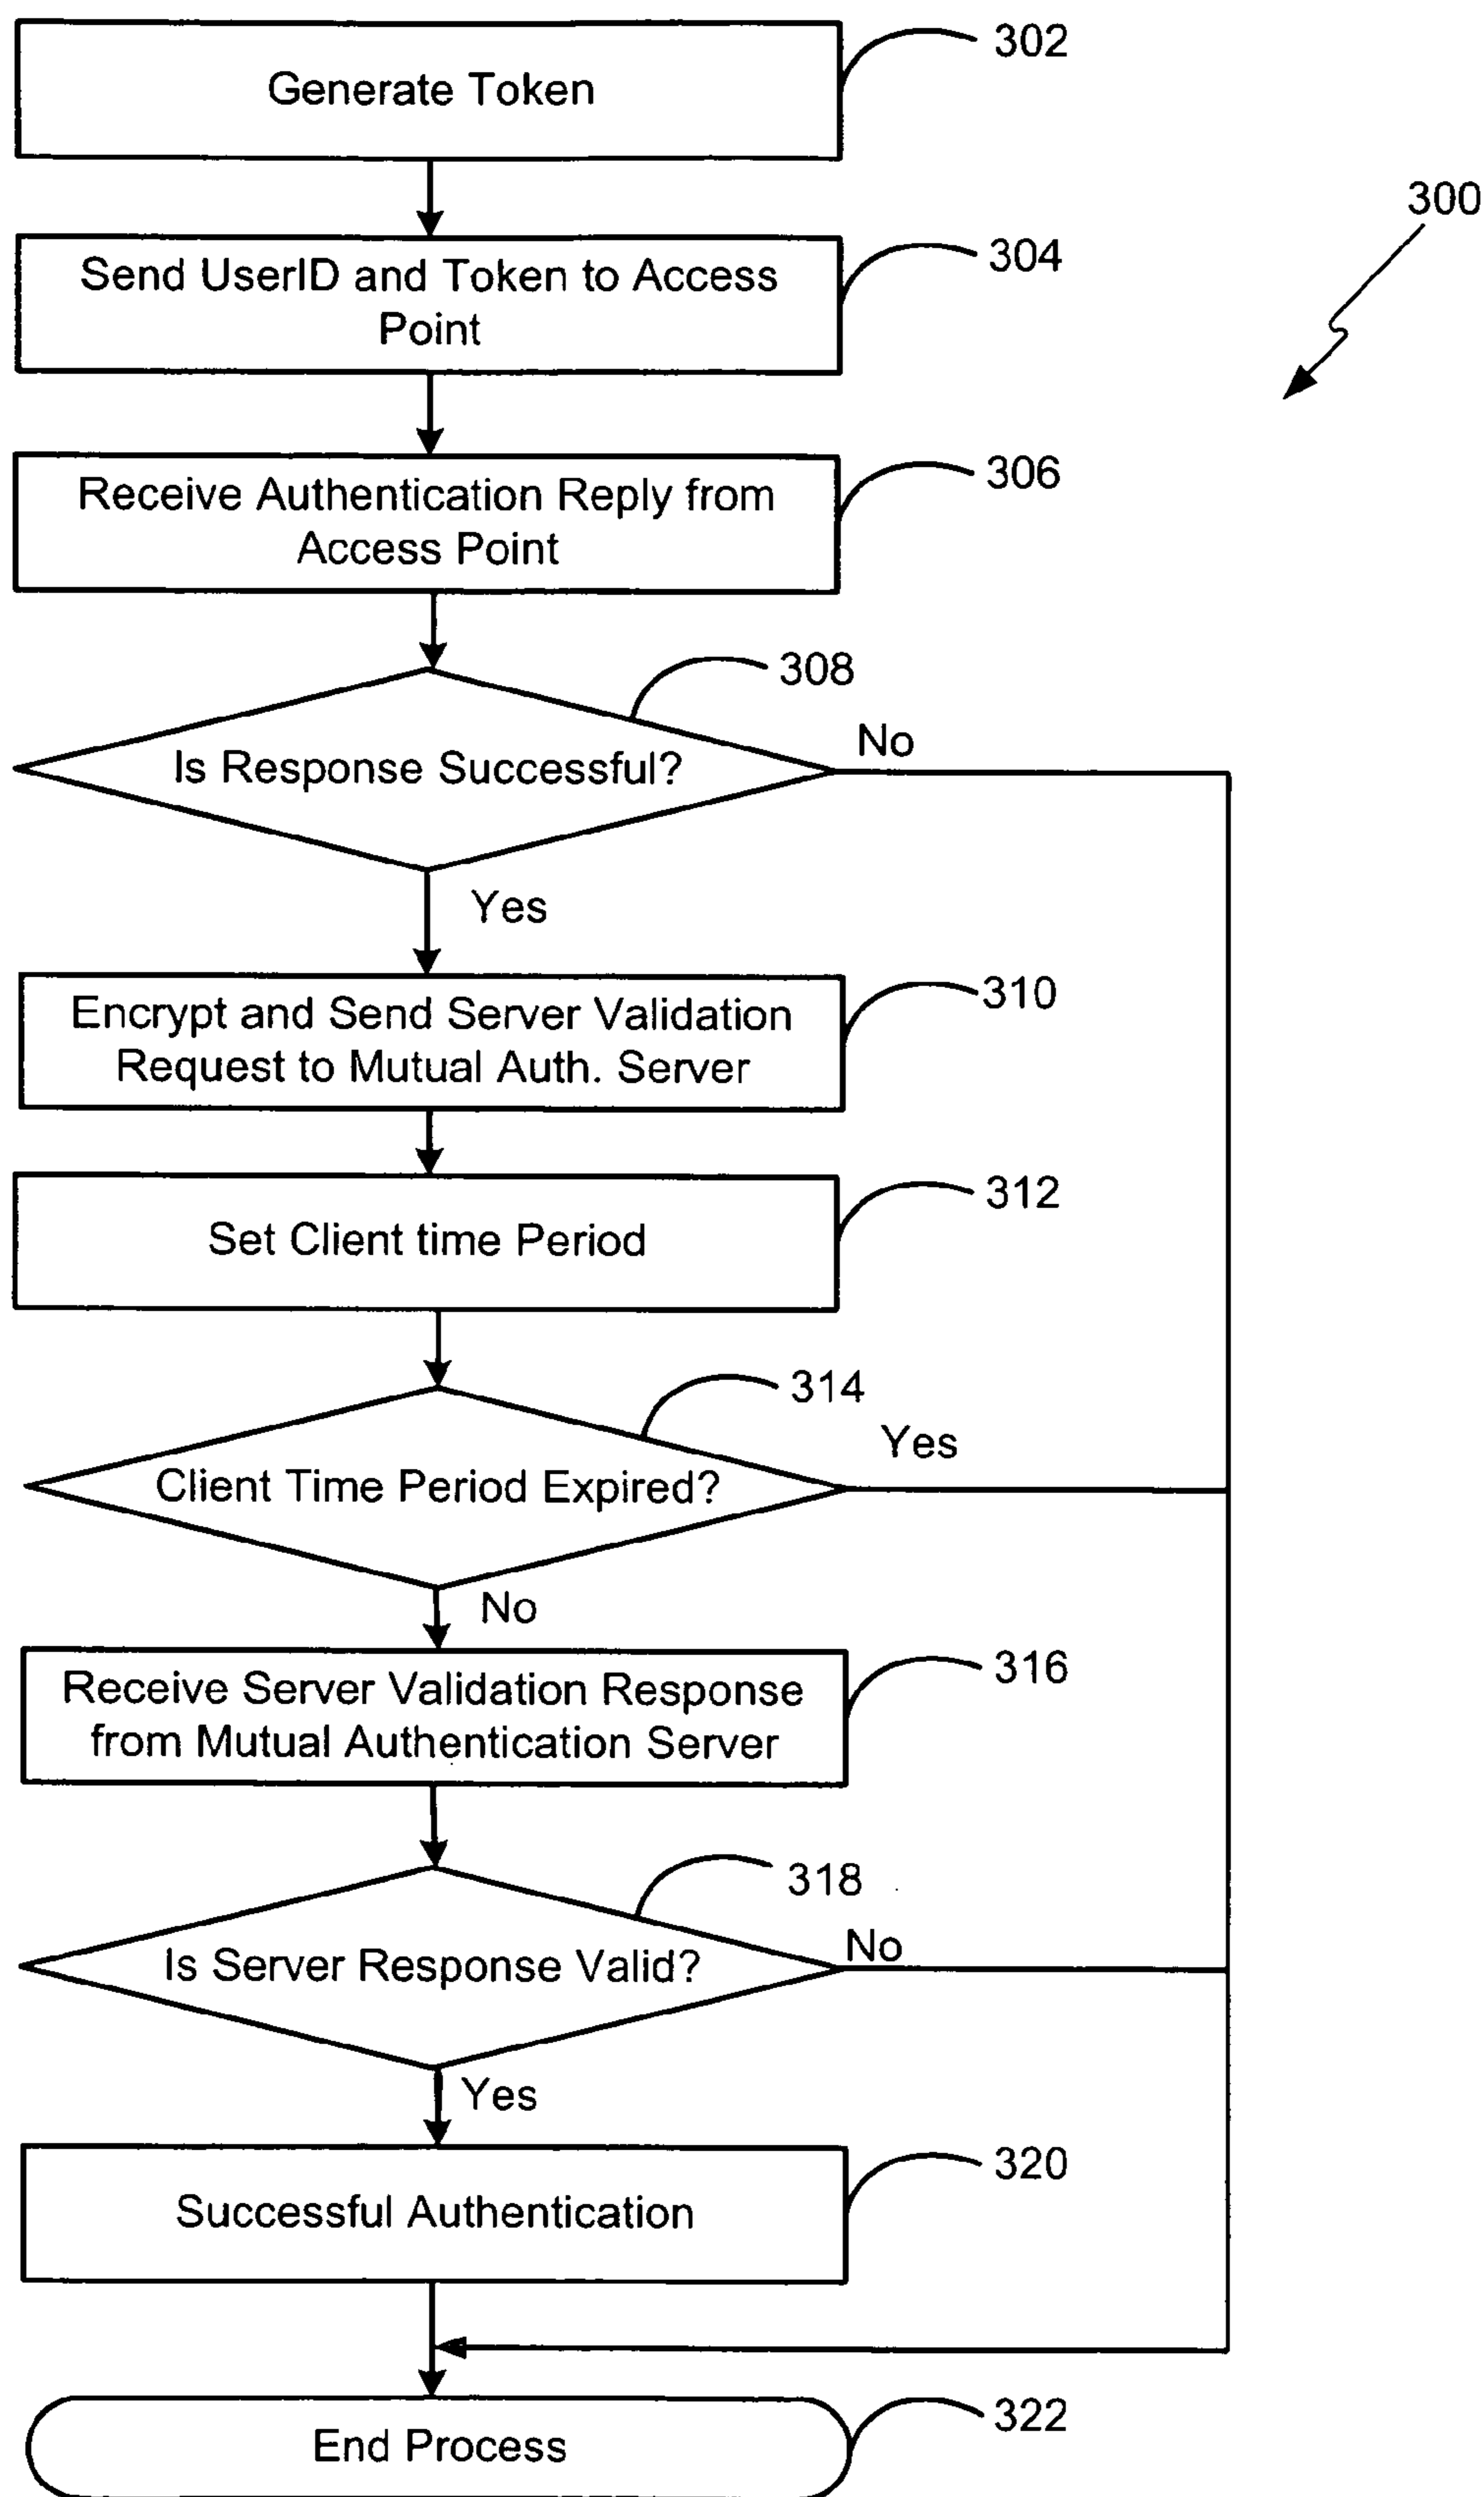 302
Generate Token
300
304
Send UserID and Token to Access
Point
306
Receive Authentication Reply from
Access Point
308
No
Is Response Successful?
Yes
310
Encrypt and Send Server Validation
Request to Mutual Auth. Server
312
Set Client time Period
314
Yes
Client Time Period Expired?
No
316
Receive Server Validation Response
from Mutual Authentication Server
318
No
Is Server Response Valid?
Yes
320
Successful Authentication
322
End Process